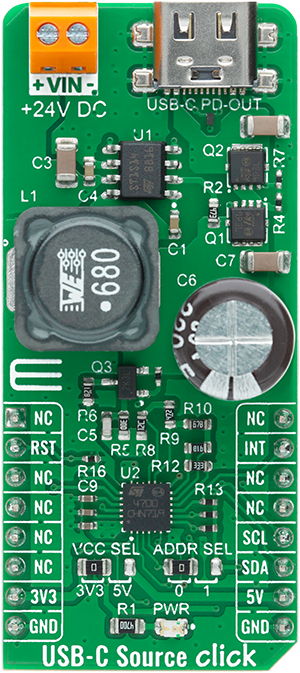 + VIN -
+24V DC
USB-C PD-OUT
U1
C3
C4
Q2
R7
R2
R4
L1
C1
Q1
C7
680
C6
Q3
R6
C5
R5
R8
R9
R10
R16
C9
U2
R12
R13
4700
NC
RST
NC
NC
NC
NC
3V3
GND
NC
INT
NC
NC
SCL
SDA
5V
GND
VCC SEL
3V3
5V
ADDR SEL
0
1
R1
PWR
USB-C Source click